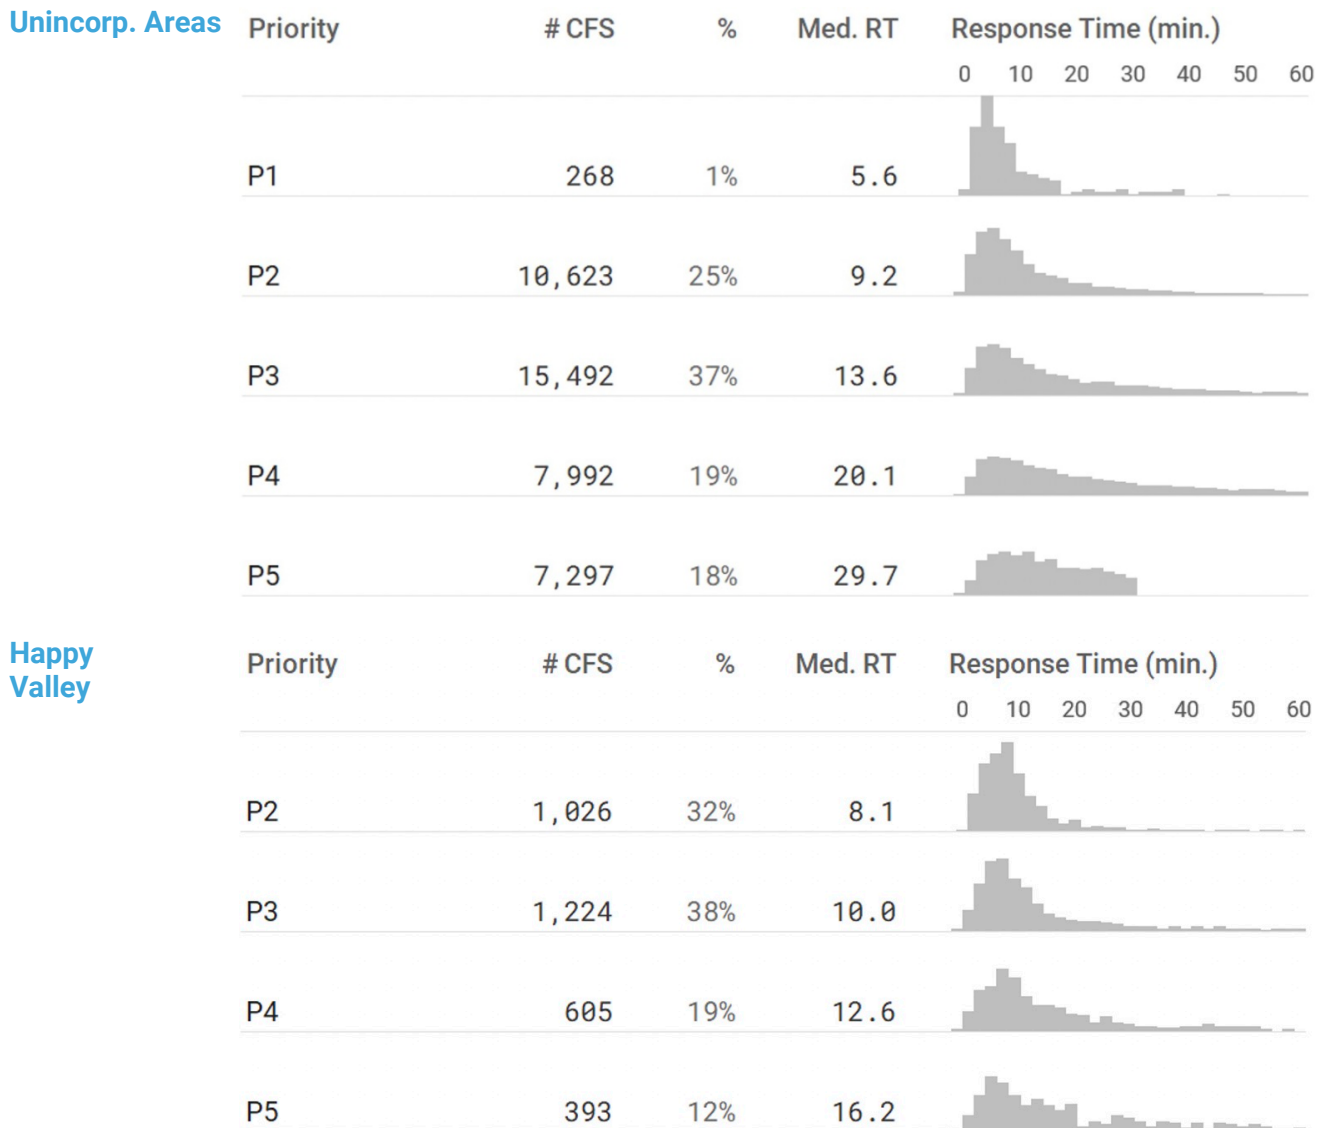 Unincorp. Areas
Priority # CFS % Med. RT Response Time (min.)
0 10 20 30 40 50 60
P1 268 1% 5.6
P2 10,623 25% 9.2
P3 15,492 37% 13.6
P4 7,992 19% 20.1
P5 7,297 18% 29.7
Happy
Valley
Priority # CFS % Med. RT Response Time (min.)
0 10 20 30 40 50 60
P2 1,026 32% 8.1
P3 1,224 38% 10.0
P4 605 19% 12.6
P5 393 12% 16.2